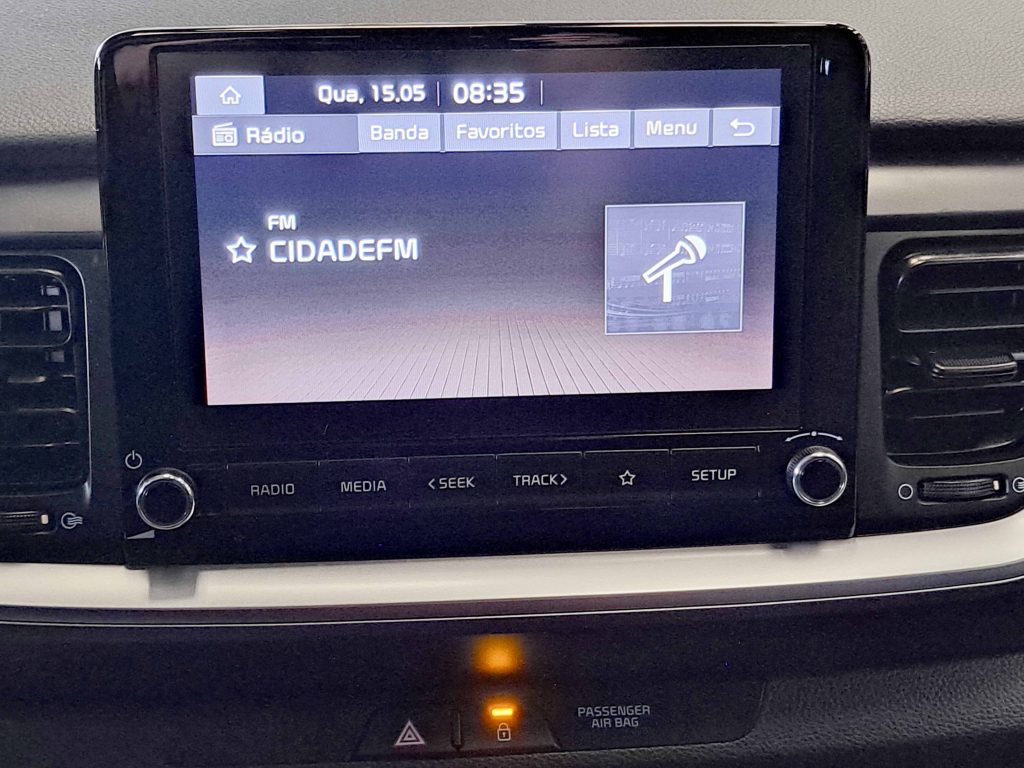 Qua, 15.05 08:35
Rádio Banda Favoritos Lista Menu
FM
CIDADEFM
RADIO MEDIA <SEEK TRACK> SETUP
PASSENGER
AIR BAG